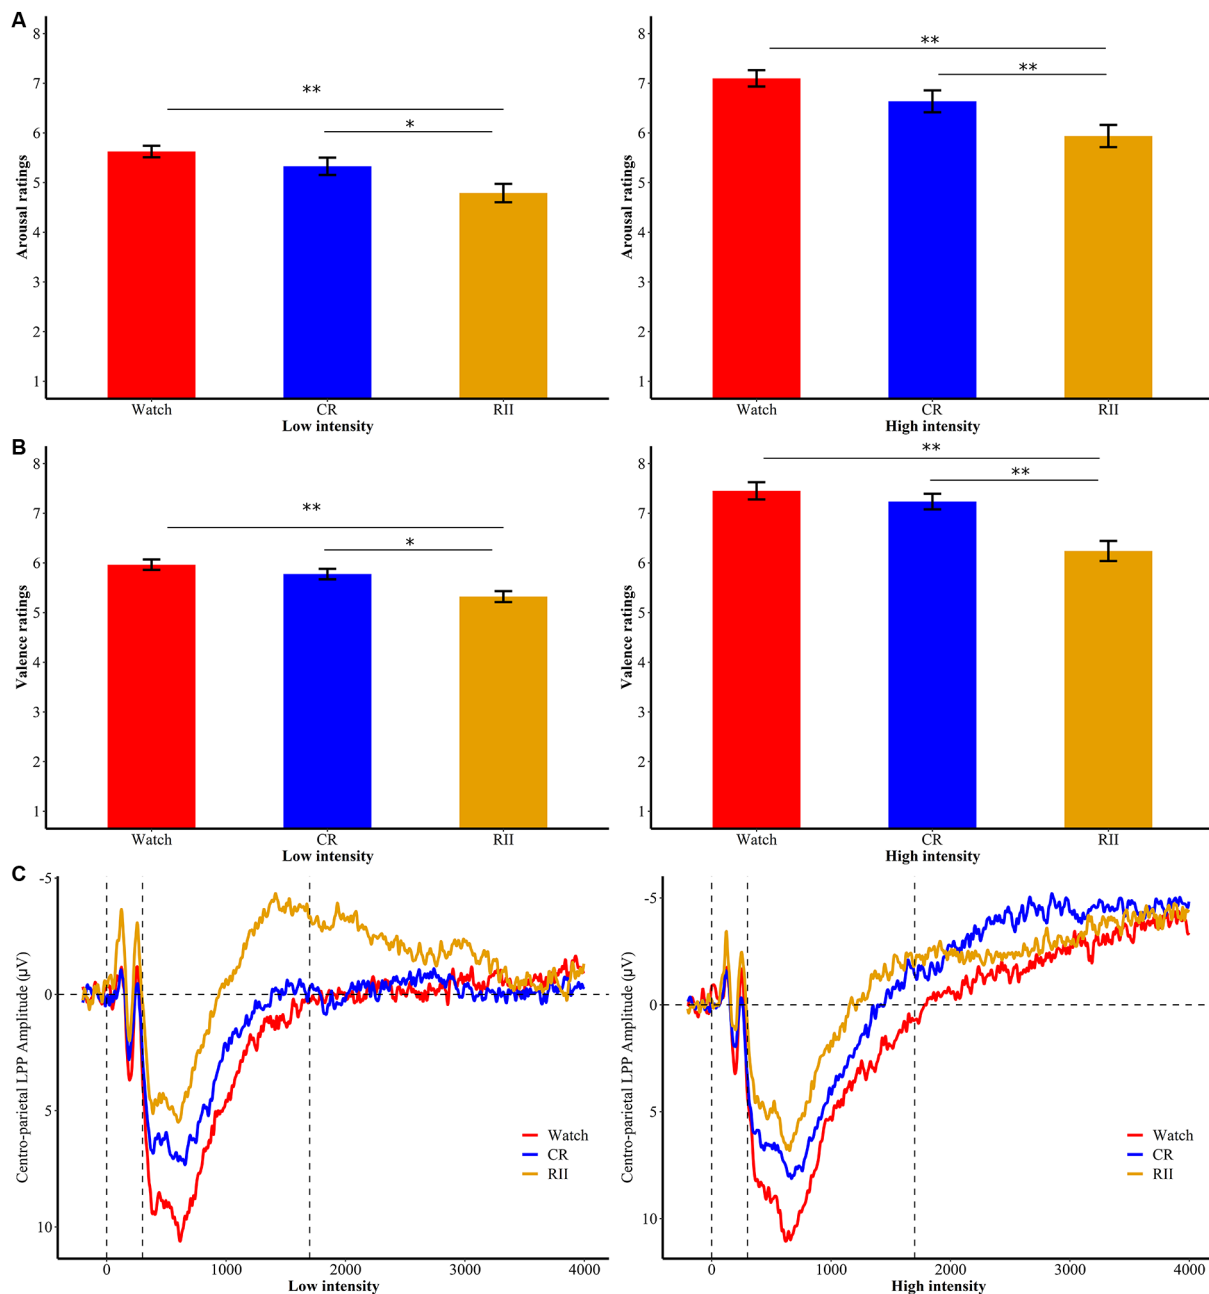 A
Arousal ratings
8
7
6
5
4
3
2
1
**
*
Watch CR RII
Low intensity
Arousal ratings
8
7
6
5
4
3
2
1
**
**
Watch CR RII
High intensity
B
Valence ratings
8
7
6
5
4
3
2
1
**
*
Watch CR RII
Low intensity
Valence ratings
8
7
6
5
4
3
2
1
**
**
Watch CR RII
High intensity
C
Centro-parietal LPP Amplitude (µV)
-5
0
5
10
Watch
CR
RII
0 1000 2000 3000 4000
Low intensity
Centro-parietal LPP Amplitude (µV)
-5
0
5
10
Watch
CR
RII
0 1000 2000 3000 4000
High intensity